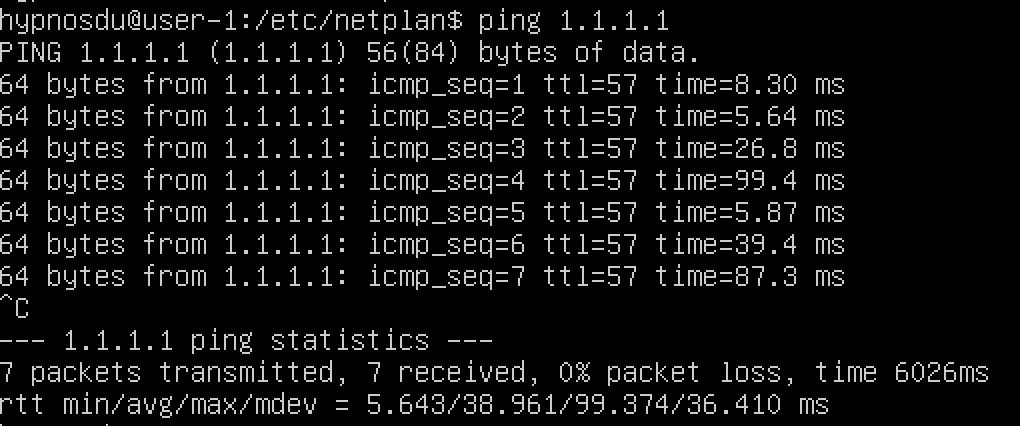 hypnosdu@user-1:/etc/netplan$ ping 1.1.1.1
PING 1.1.1.1 (1.1.1.1) 56(84) bytes of data.
64 bytes from 1.1.1.1: icmp_seq=1 ttl=57 time=8.30 ms
64 bytes from 1.1.1.1: icmp_seq=2 ttl=57 time=5.64 ms
64 bytes from 1.1.1.1: icmp_seq=3 ttl=57 time=26.8 ms
64 bytes from 1.1.1.1: icmp_seq=4 ttl=57 time=99.4 ms
64 bytes from 1.1.1.1: icmp_seq=5 ttl=57 time=5.87 ms
64 bytes from 1.1.1.1: icmp_seq=6 ttl=57 time=39.4 ms
64 bytes from 1.1.1.1: icmp_seq=7 ttl=57 time=87.3 ms
^C
--- 1.1.1.1 ping statistics ---
7 packets transmitted, 7 received, 0% packet loss, time 6026ms
rtt min/avg/max/mdev = 5.643/38.961/99.374/36.410 ms